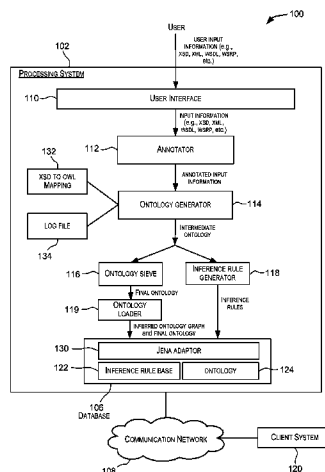 100
USER
USER INPUT
INFORMATION (e.g.,
XSD, XML,
WSDL, WSRP,
etc.)
102
PROCESSING SYSTEM
110
USER INTERFACE
INPUT INFORMATION
(e.g., XSD, XML,
WSDL, WSRP,
etc.)
112
ANNOTATOR
132
XSD TO OWL
MAPPING
ANNOTATED INPUT
INFORMATION
ONTOLOGY GENERATOR
114
LOG FILE
134
INTERMEDIATE
ONTOLOGY
116
ONTOLOGY SIEVE
INFERENCE RULE
GENERATOR
118
FINAL ONTOLOGY
119
ONTOLOGY
LOADER
INFERENCE
RULES
INFERRED ONTOLOGY GRAPH
AND FINAL ONTOLOGY
130
JENA ADAPTOR
122
INFERENCE RULE BASE
ONTOLOGY
124
106
DATABASE
COMMUNICATION NETWORK
108
CLIENT SYSTEM
120